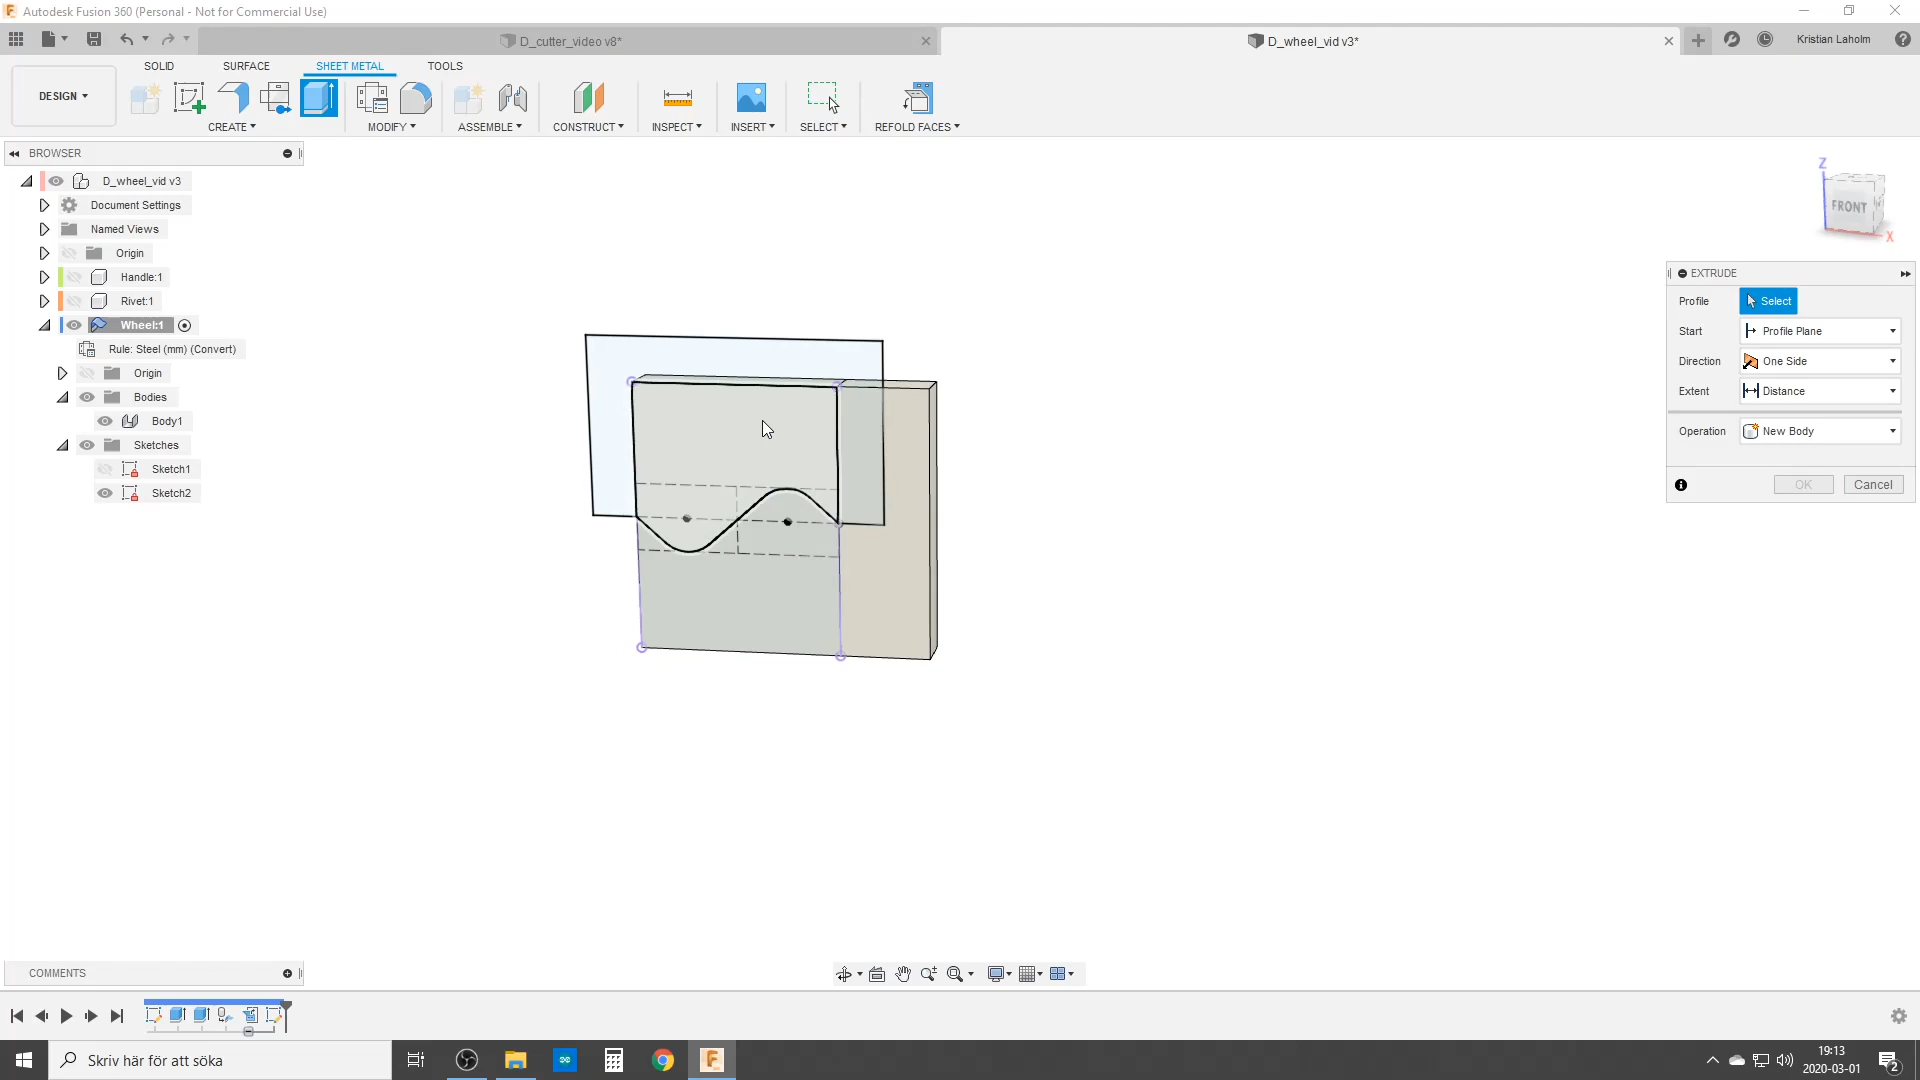 Autodesk Fusion 360 (Personal - Not for Commercial Use)
D_cutter_video v8*
D_wheel_vid v3*
Kristian Laholm
SOLID SURFACE SHEET METAL TOOLS
DESIGN
CREATE MODIFY ASSEMBLE CONSTRUCT INSPECT INSERT SELECT REFOLD FACES
BROWSER
D_wheel_vid v3
Document Settings
Named Views
Origin
Handle:1
Rivet:1
Wheel:1
Rule: Steel (mm) (Convert)
Origin
Bodies
Body1
Sketches
Sketch1
Sketch2
Z
FRONT
X
EXTRUDE
Profile Select
Start Profile Plane
Direction One Side
Extent Distance
Operation New Body
OK Cancel
COMMENTS
Skriv här för att söka
19:13
2020-03-01
2